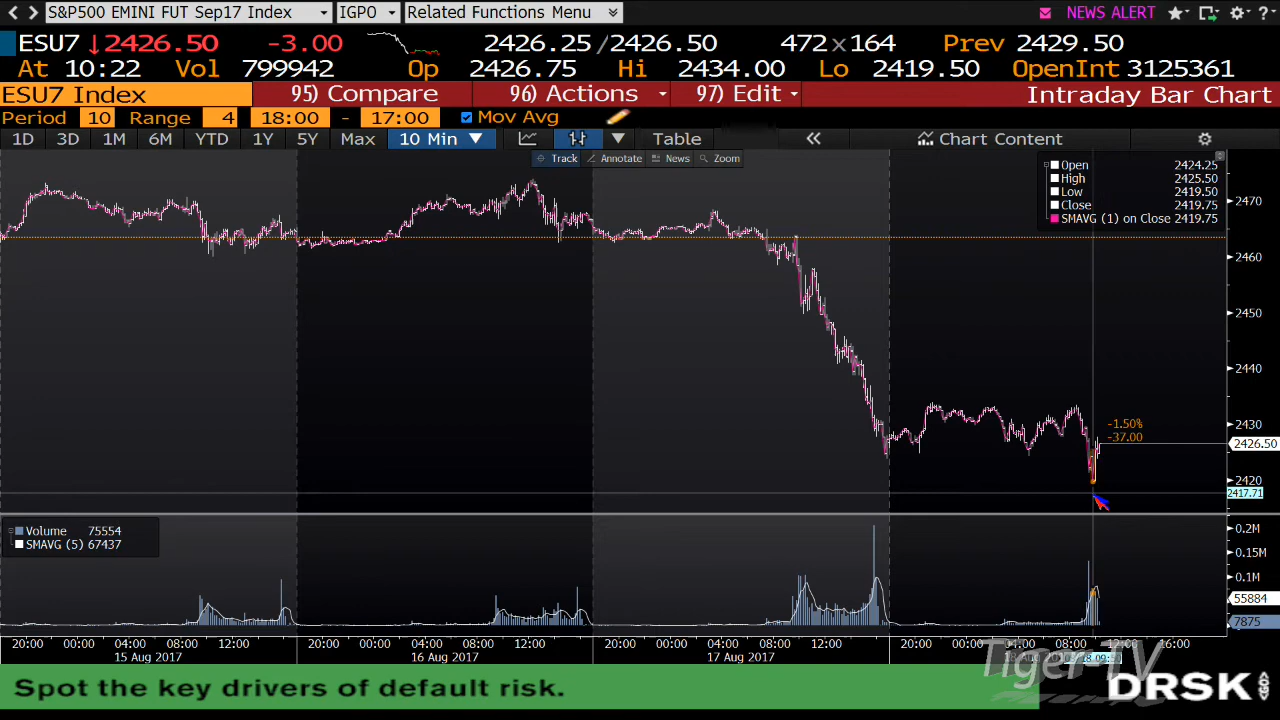 S&P500 EMINI FUT Sep17 Index IGPO Related Functions Menu NEWS ALERT ?
ESU7 ↓2426.50 -3.00 2426.25/2426.50 472x164 Prev 2429.50
At 10:22 Vol 799942 Op 2426.75 Hi 2434.00 Lo 2419.50 OpenInt 3125361
ESU7 Index 95) Compare 96) Actions 97) Edit Intraday Bar Chart
Period 10 Range 4 18:00 - 17:00 Mov Avg
1D 3D 1M 6M YTD 1Y 5Y Max 10 Min ▼ Table « Chart Content
Track Annotate News Zoom
Open 2424.25
High 2425.50
Low 2419.50
Close 2419.75
SMAVG (1) on Close 2419.75
2470
2460
2450
2440
2430
-1.50%
-37.00
2426.50
2420
2417.71
Volume 75554
SMAVG (5) 67437
0.2M
0.15M
0.1M
55884
7875
20:00 00:00 04:00 08:00 12:00 20:00 00:00 04:00 08:00 12:00 20:00 00:00 04:00 08:00 12:00 20:00 00:00 04:00 08:00 12:00 16:00
15 Aug 2017 16 Aug 2017 17 Aug 2017
Tiger-TV
Spot the key drivers of default risk. DRSK